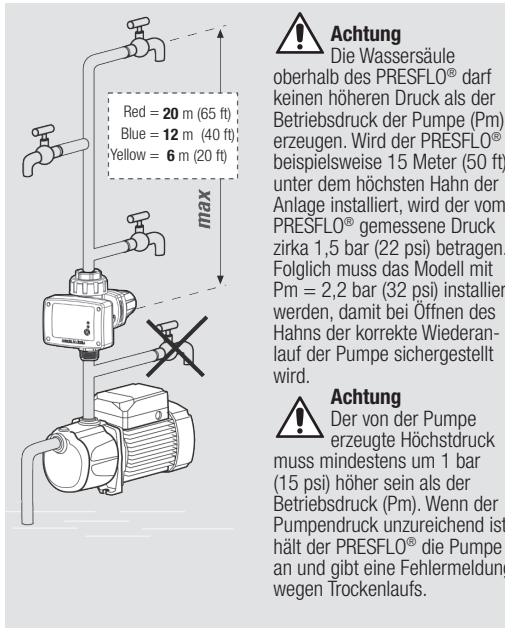 Red = 20 m (65 ft)
Blue = 12 m (40 ft)
Yellow = 6 m (20 ft)
max
Achtung
Die Wassersäule
oberhalb des PRESFLO® darf
keinen höheren Druck als der
Betriebsdruck der Pumpe (Pm)
erzeugen. Wird der PRESFLO®
beispielsweise 15 Meter (50 ft)
unter dem höchsten Hahn der
Anlage installiert, wird der vom
PRESFLO® gemessene Druck
zirka 1,5 bar (22 psi) betragen.
Folglich muss das Modell mit
Pm = 2,2 bar (32 psi) installier
werden, damit bei Öffnen des
Hahns der korrekte Wiederan-
lauf der Pumpe sichergestellt
wird.
Achtung
Der von der Pumpe
erzeugte Höchstdruck
muss mindestens um 1 bar
(15 psi) höher sein als der
Betriebsdruck (Pm). Wenn der
Pumpendruck unzureichend ist
hält der PRESFLO® die Pumpe
an und gibt eine Fehlermeldung
wegen Trockenlaufs.